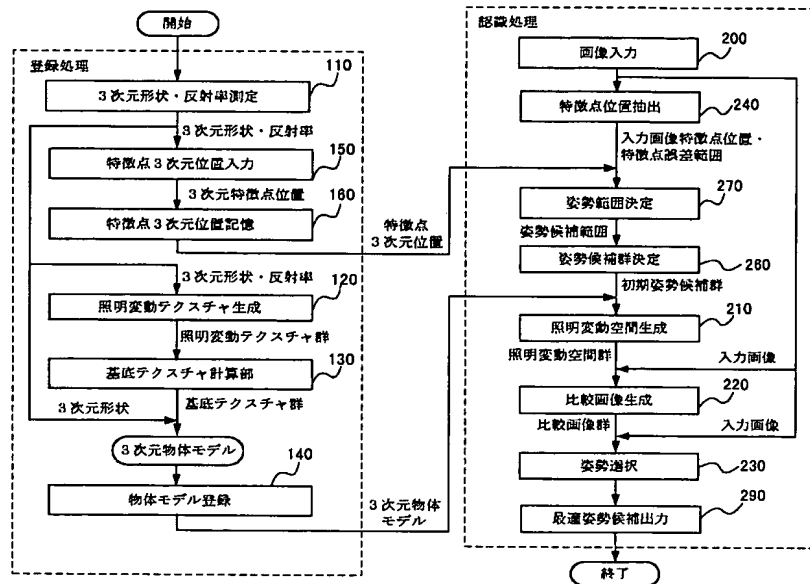 開始
登録処理
3次元形状・反射率測定
110
3次元形状・反射率
特徴点3次元位置入力
150
3次元特徴点位置
特徴点3次元位置記憶
160
特徴点
3次元位置
3次元形状・反射率
照明変動テクスチャ生成
120
照明変動テクスチャ群
基底テクスチャ計算部
130
3次元形状
基底テクスチャ群
3次元物体モデル
物体モデル登録
140
3次元物体
モデル
認識処理
画像入力
200
特徴点位置抽出
240
入力画像特徴点位置・
特徴点誤差範囲
姿勢範囲決定
270
姿勢候補範囲
姿勢候補群決定
260
初期姿勢候補群
照明変動空間生成
210
照明変動空間群
入力画像
比較画像生成
220
比較画像群
入力画像
姿勢選択
230
最適姿勢候補出力
290
終了